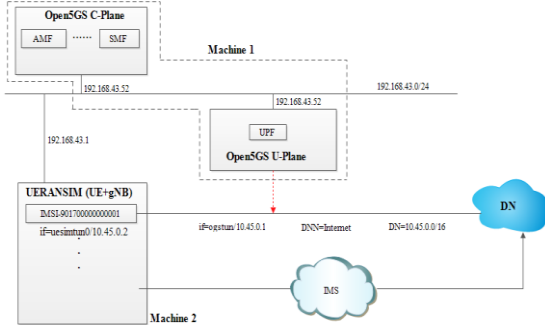 Open5GS C-Plane
AMF ...... SMF
Machine 1
192.168.43.52
192.168.43.0/24
192.168.43.52
192.168.43.1
UPF
Open5GS U-Plane
UERANSIM (UE+gNB)
IMSI-901700000000001
if=uesimtun0/10.45.0.2
.
.
.
if=ogstun/10.45.0.1 DNN=Internet DN=10.45.0.0/16
DN
IMS
Machine 2